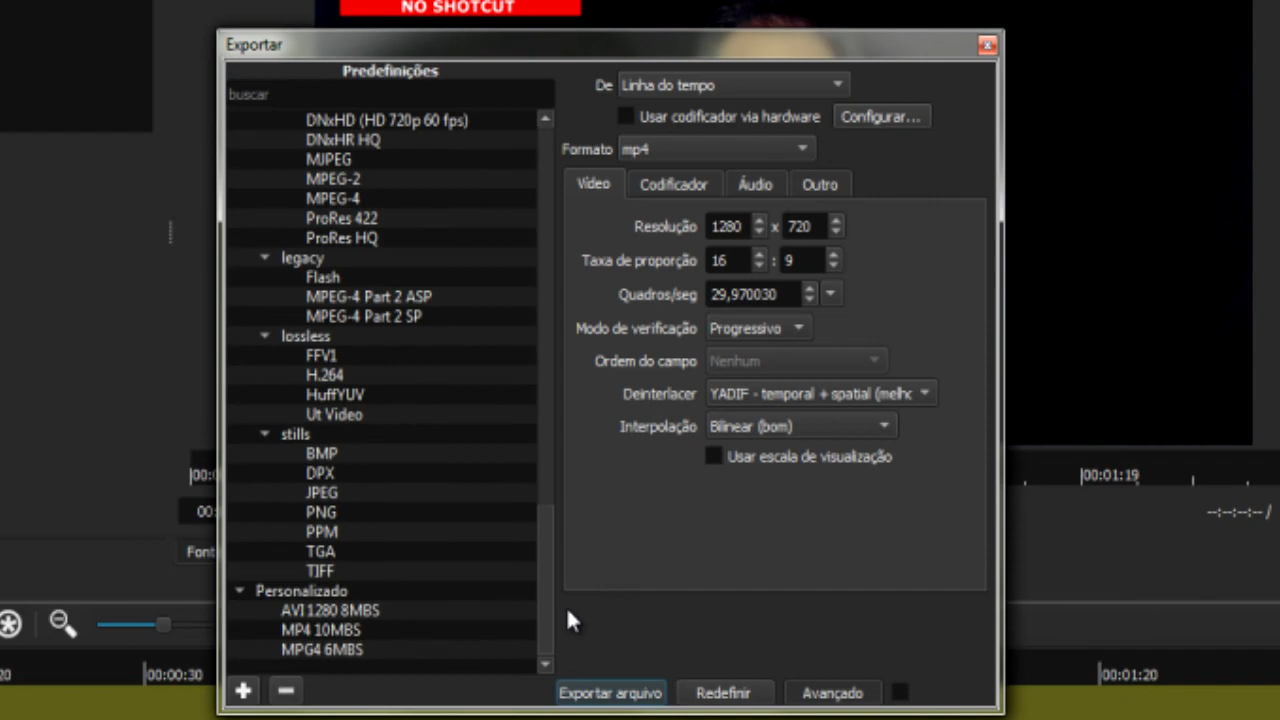 NO SHOTCUT
Exportar
Predefinições
buscar
DNxHD (HD 720p 60 fps)
DNxHR HQ
MJPEG
MPEG-2
MPEG-4
ProRes 422
ProRes HQ
legacy
Flash
MPEG-4 Part 2 ASP
MPEG-4 Part 2 SP
lossless
FFV1
H.264
HuffYUV
Ut Video
stills
BMP
DPX
JPEG
PNG
PPM
TGA
TIFF
Personalizado
AVI 1280 8MBS
MP4 10MBS
MPG4 6MBS
De Linha do tempo
Usar codificador via hardware Configurar...
Formato mp4
Vídeo Codificador Áudio Outro
Resolução 1280 x 720
Taxa de proporção 16 : 9
Quadros/seg 29,970030
Modo de verificação Progressivo
Ordem do campo Nenhum
Deinterlacer YADIF - temporal + spatial (melhc
Interpolação Bilinear (bom)
Usar escala de visualização
Exportar arquivo Redefinir Avançado
00:
00:01:19
00:
--:--:--:-- /
Font
20 00:00:30 00:01:20